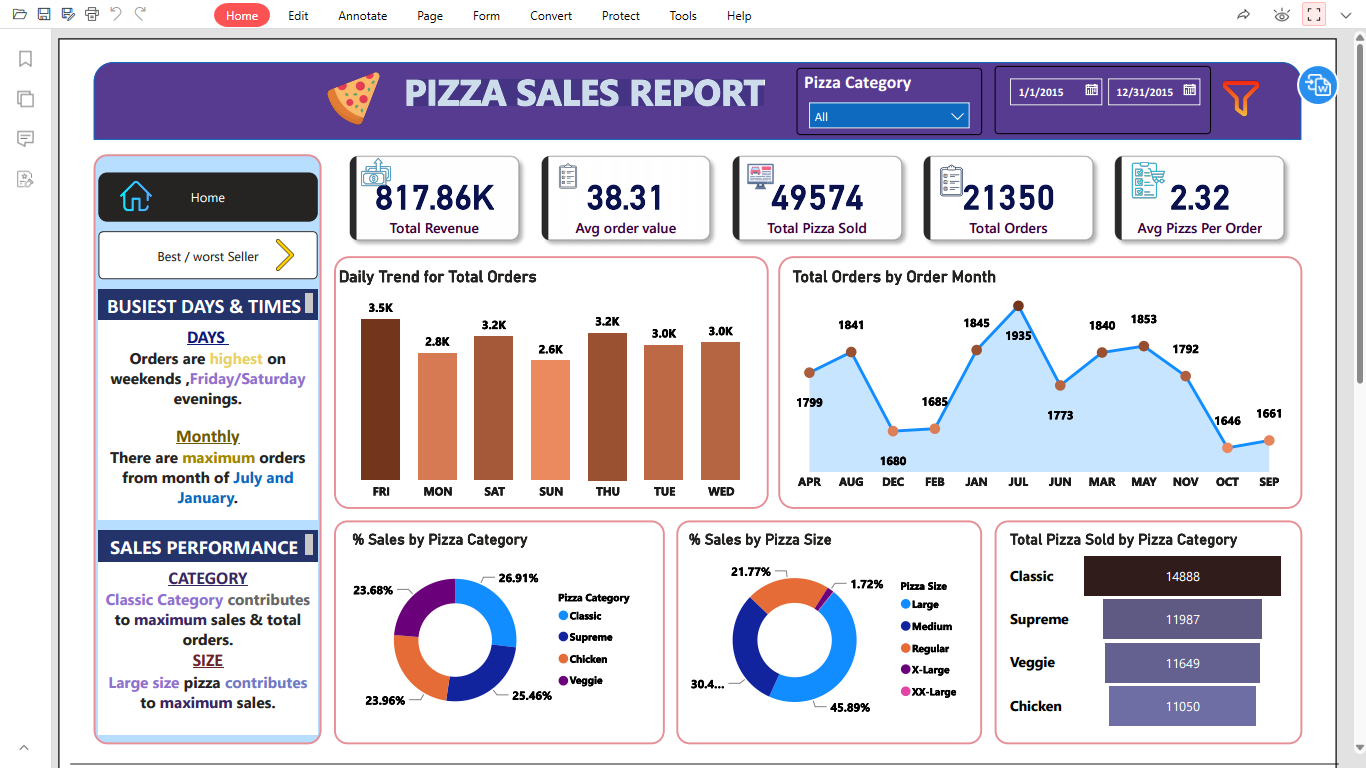 Home Edit Annotate Page Form Convert Protect Tools Help
PIZZA SALES REPORT
Pizza Category
All
1/1/2015 12/31/2015
Home
Best / worst Seller
BUSIEST DAYS & TIMES
DAYS
Orders are highest on
weekends ,Friday/Saturday
evenings.
Monthly
There are maximum orders
from month of July and
January.
SALES PERFORMANCE
CATEGORY
Classic Category contributes
to maximum sales & total
orders.
SIZE
Large size pizza contributes
to maximum sales.
817.86K
Total Revenue
38.31
Avg order value
49574
Total Pizza Sold
21350
Total Orders
2.32
Avg Pizzs Per Order
Daily Trend for Total Orders
3.5K 2.8K 3.2K 2.6K 3.2K 3.0K 3.0K
FRI MON SAT SUN THU TUE WED
Total Orders by Order Month
1799 1841 1680 1685 1845 1935 1773 1840 1853 1792 1646 1661
APR AUG DEC FEB JAN JUL JUN MAR MAY NOV OCT SEP
% Sales by Pizza Category
26.91%
25.46%
23.96%
23.68%
Pizza Category
Classic
Supreme
Chicken
Veggie
% Sales by Pizza Size
21.77%
1.72%
30.4...
45.89%
Pizza Size
Large
Medium
Regular
X-Large
XX-Large
Total Pizza Sold by Pizza Category
Classic 14888
Supreme 11987
Veggie 11649
Chicken 11050
W